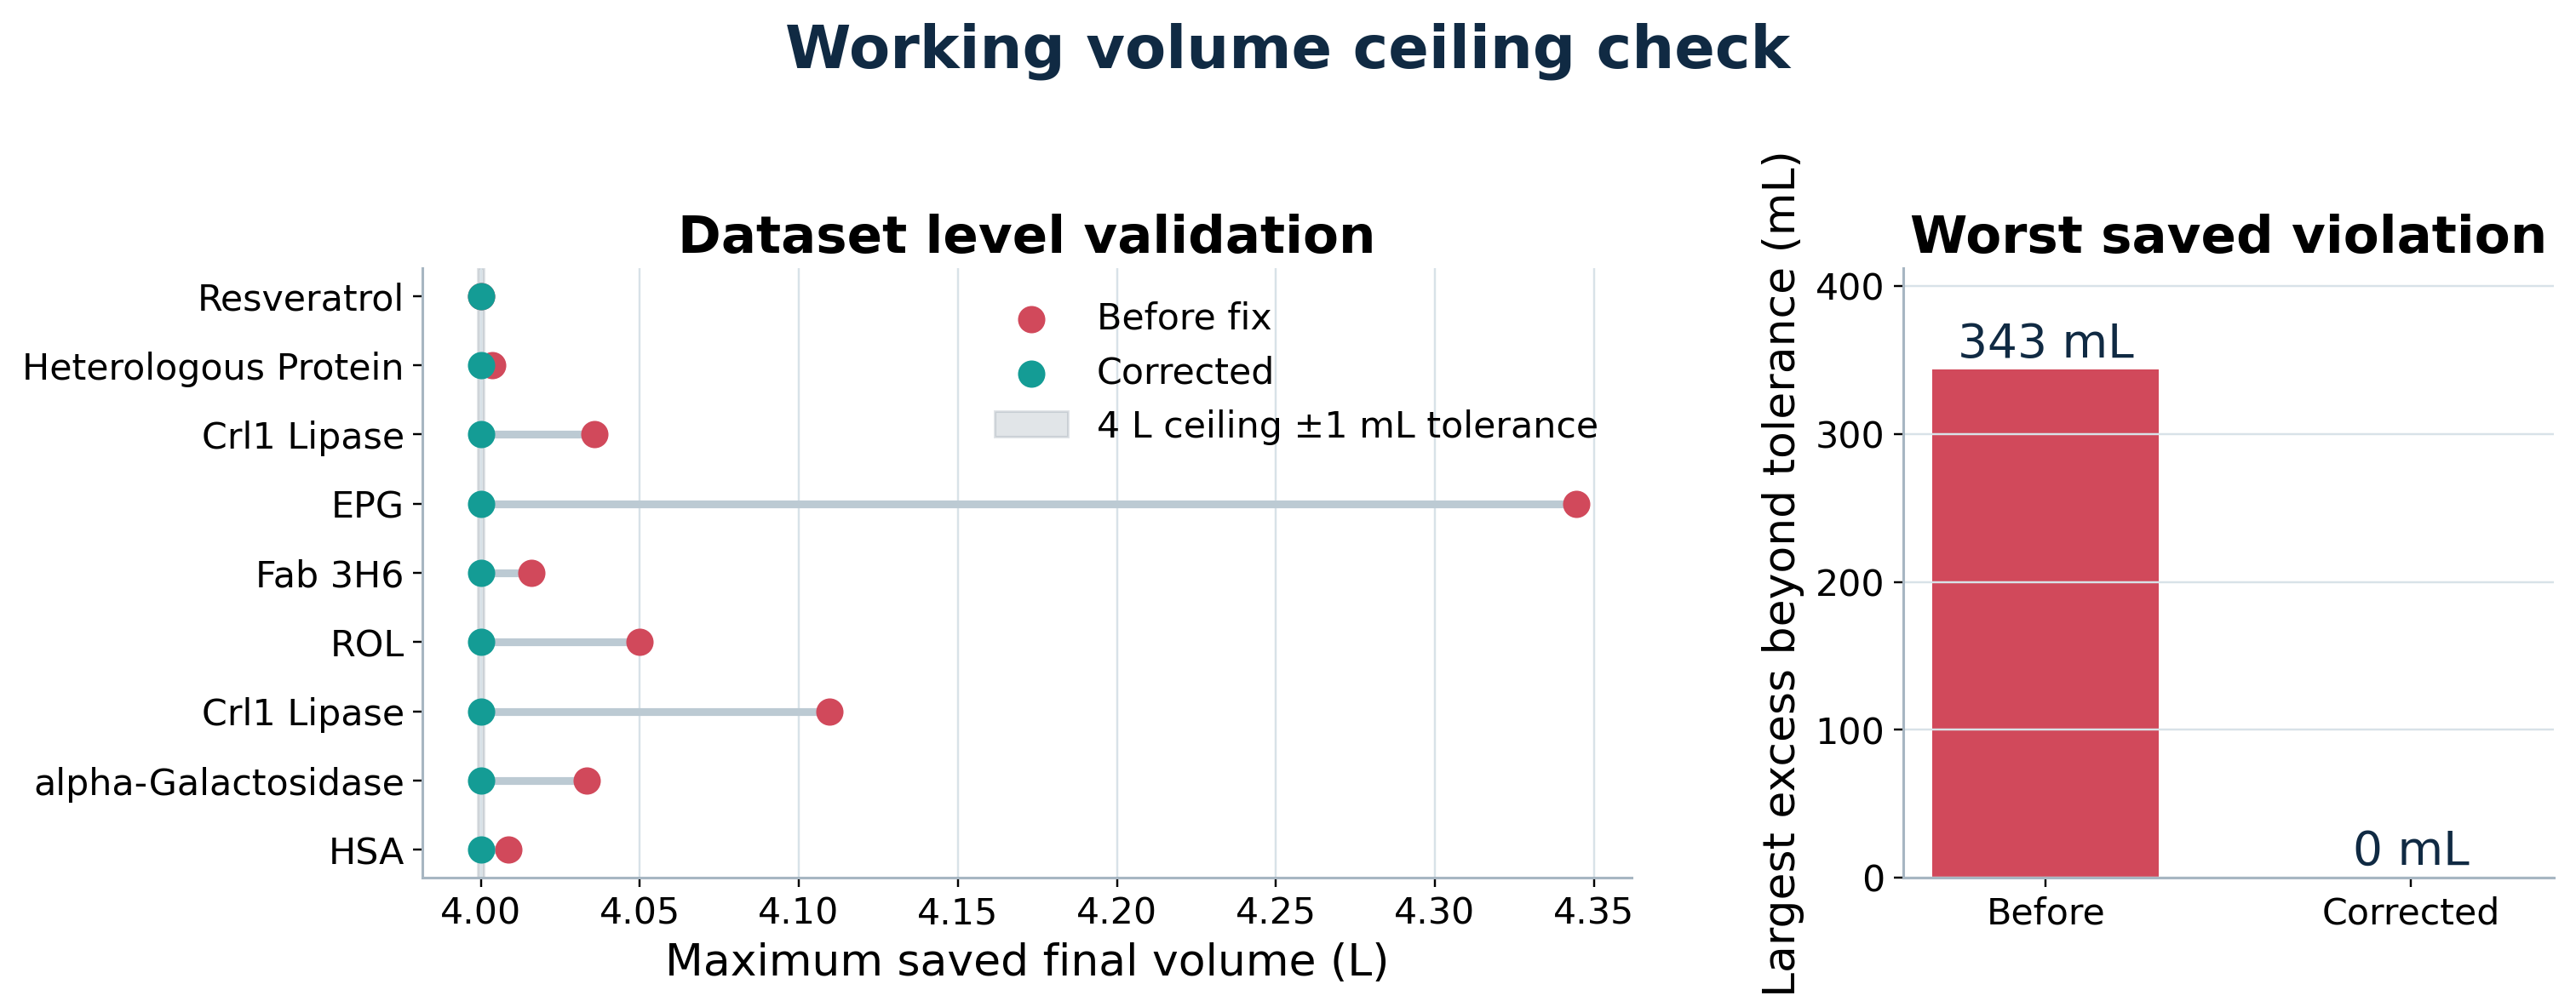 Working volume ceiling check
Dataset level validation
Resveratrol
Heterologous Protein
Crl1 Lipase
EPG
Fab 3H6
ROL
Crl1 Lipase
alpha-Galactosidase
HSA
Before fix
Corrected
4 L ceiling ±1 mL tolerance
4.00 4.05 4.10 4.15 4.20 4.25 4.30 4.35
Maximum saved final volume (L)
Worst saved violation
Largest excess beyond tolerance (mL)
400
300
200
100
0
343 mL
0 mL
Before Corrected